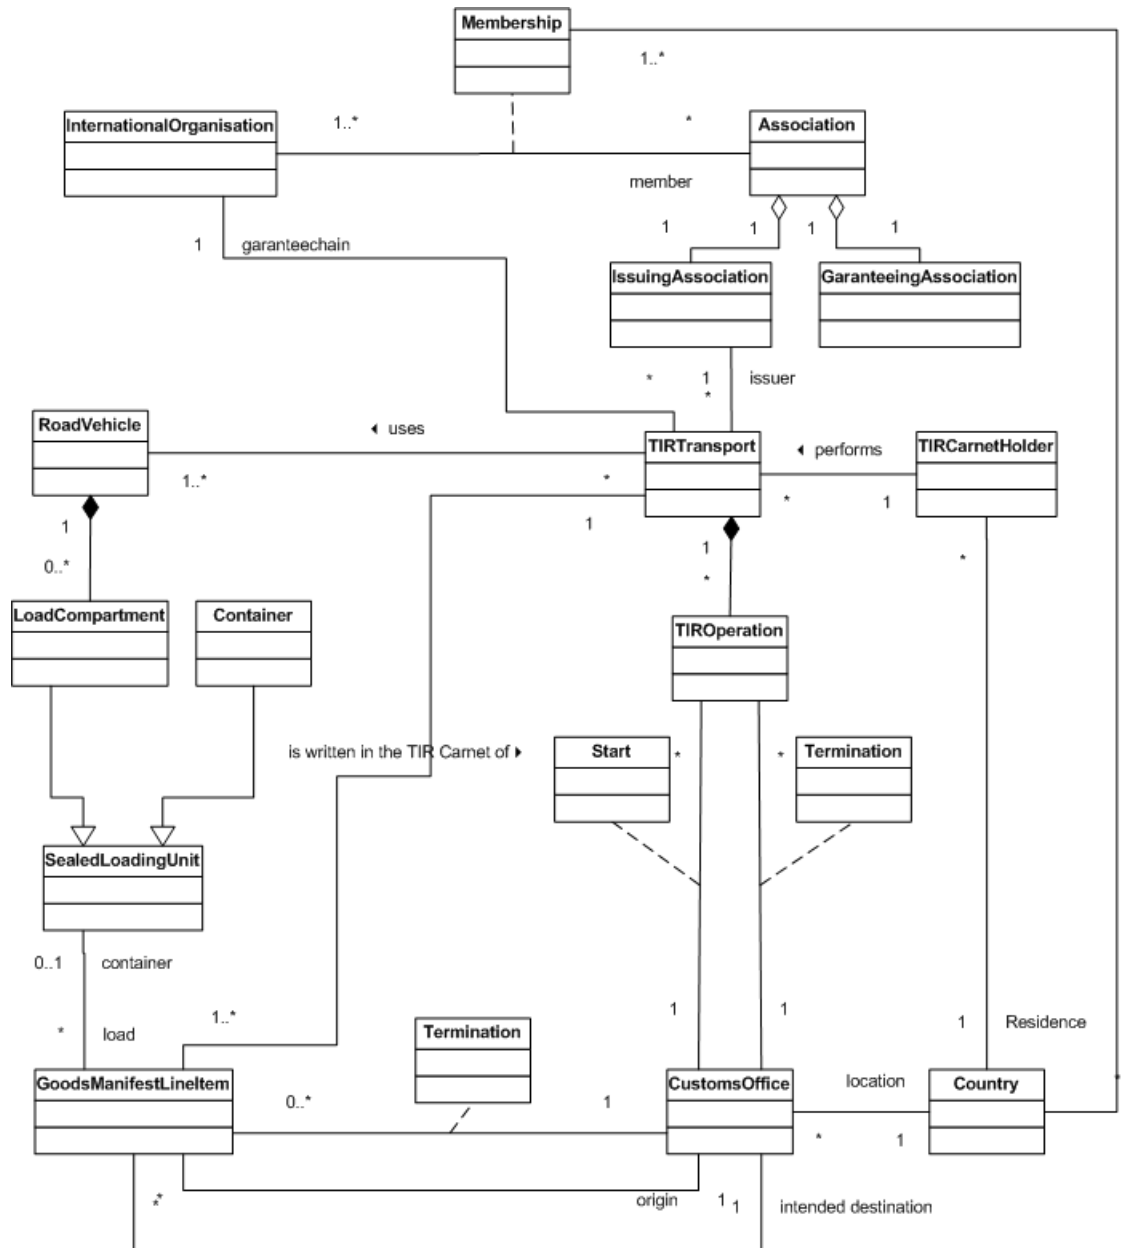 Membership
1..*
InternationalOrganisation
1..*
*
Association
member
1
garanteechain
1
1
1
1
IssuingAssociation
GaranteeingAssociation
*
1
issuer
*
RoadVehicle
uses
TIRTransport
performs
TIRCarnetHolder
1..*
*
*
1
1
1
1
*
0..*
*
LoadCompartment
Container
TIROperation
is written in the TIR Carnet of
Start
*
*
Termination
SealedLoadingUnit
0..1
container
1..*
1
1
1
Residence
*
load
Termination
GoodsManifestLineItem
CustomsOffice
location
Country
*
0..*
1
*
1
*
*
origin
1
1
intended destination